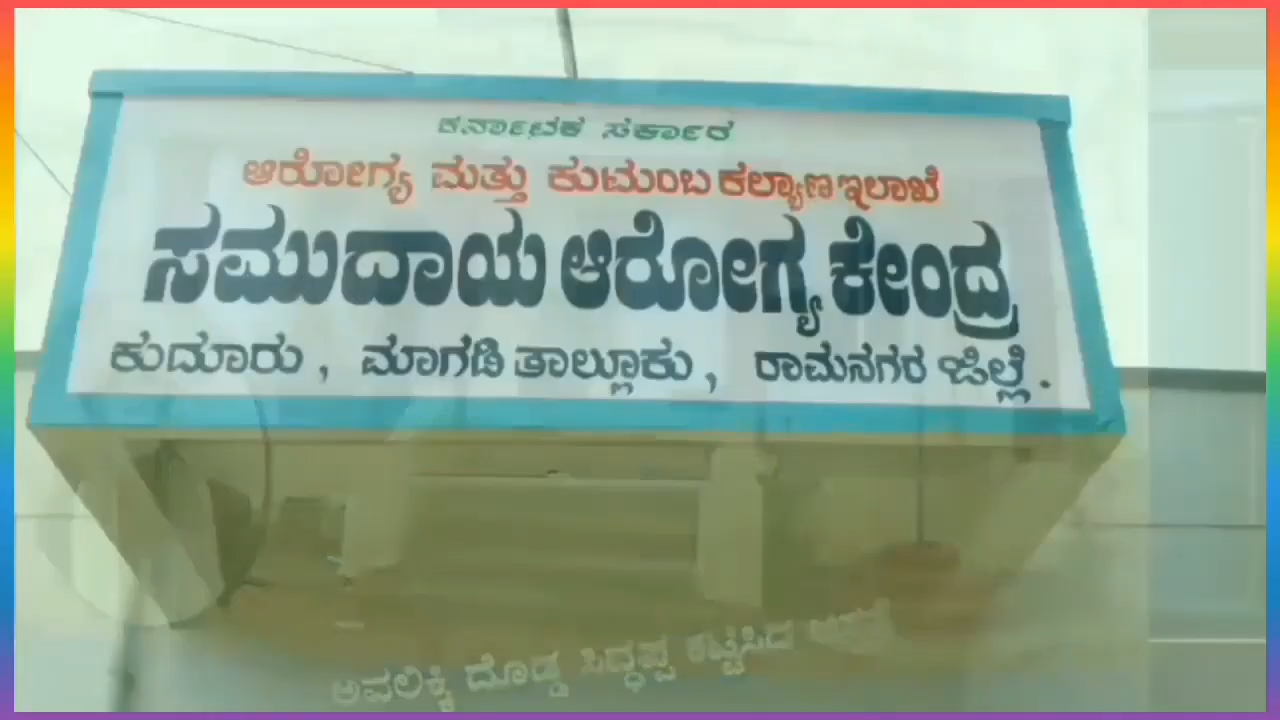 ಕರ್ನಾಟಕ ಸರ್ಕಾರ
ಆರೋಗ್ಯ ಮತ್ತು ಕುಟುಂಬ ಕಲ್ಯಾಣ ಇಲಾಖೆ
ಸಮುದಾಯ ಆರೋಗ್ಯ ಕೇಂದ್ರ
ಕುದೂರು, ಮಾಗಡಿ ತಾಲ್ಲೂಕು, ರಾಮನಗರ ಜಿಲ್ಲೆ.
ಅವಲಕ್ಕಿ ದೊಡ್ಡ ಸಿದ್ಧಪ್ಪ ಕಟ್ಟಿಸಿದ